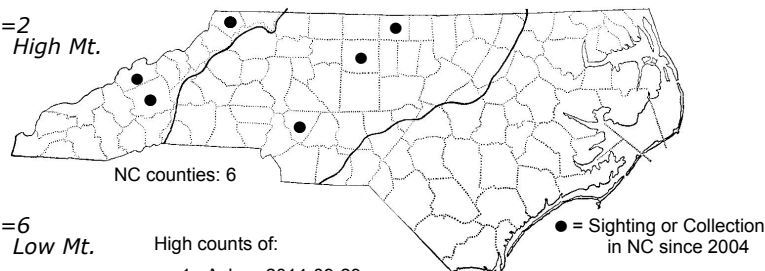 =2
High Mt.
NC counties: 6
=6
Low Mt.
High counts of:
● = Sighting or Collection
in NC since 2004